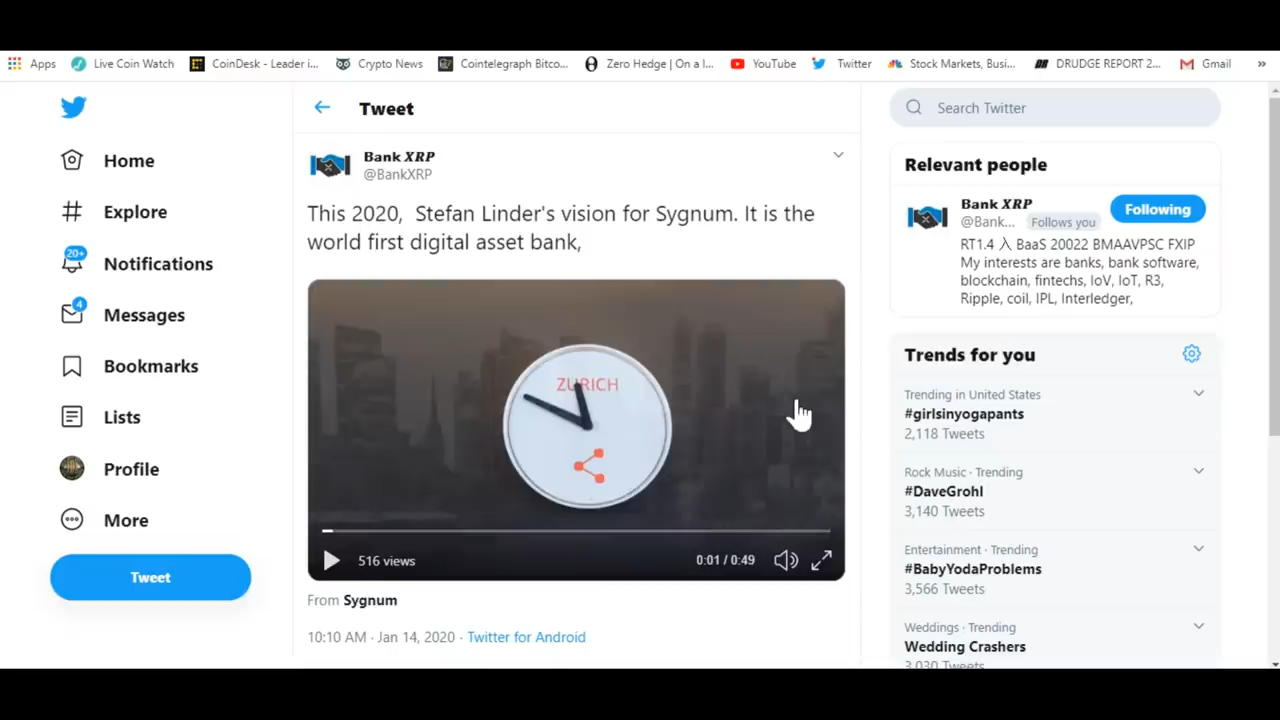 Apps
Live Coin Watch
CoinDesk - Leader i...
Crypto News
Cointelegraph Bitco...
Zero Hedge | On a l...
YouTube
Twitter
Stock Markets, Busi...
DRUDGE REPORT 2...
Gmail
»
Home
Explore
20+
Notifications
4
Messages
Bookmarks
Lists
Profile
More
Tweet
Tweet
Bank XRP
@BankXRP
This 2020, Stefan Linder's vision for Sygnum. It is the
world first digital asset bank,
ZURICH
516 views
0:01 / 0:49
From Sygnum
10:10 AM · Jan 14, 2020 · Twitter for Android
Search Twitter
Relevant people
Bank XRP
@Bank... Follows you
Following
RT1.4 入 BaaS 20022 BMAAVPSC FXIP
My interests are banks, bank software,
blockchain, fintechs, IoV, IoT, R3,
Ripple, coil, IPL, Interledger,
Trends for you
Trending in United States
#girlsinyogapants
2,118 Tweets
Rock Music · Trending
#DaveGrohl
3,140 Tweets
Entertainment · Trending
#BabyYodaProblems
3,566 Tweets
Weddings · Trending
Wedding Crashers
3,030 Tweets